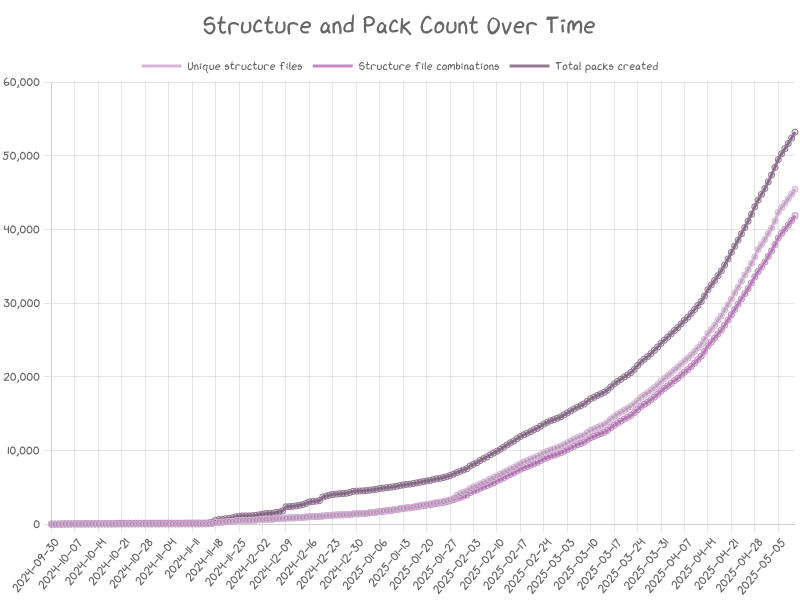 Structure and Pack Count Over Time
Unique structure files Structure file combinations Total packs created
60,000
50,000
40,000
30,000
20,000
10,000
0
2024-09-30 2024-10-07 2024-10-14 2024-10-21 2024-10-28 2024-11-04 2024-11-11 2024-11-18 2024-11-25 2024-12-02 2024-12-09 2024-12-16 2024-12-23 2024-12-30 2025-01-06 2025-01-13 2025-01-20 2025-01-27 2025-02-03 2025-02-10 2025-02-17 2025-02-24 2025-03-03 2025-03-10 2025-03-17 2025-03-24 2025-03-31 2025-04-07 2025-04-14 2025-04-21 2025-04-28 2025-05-05